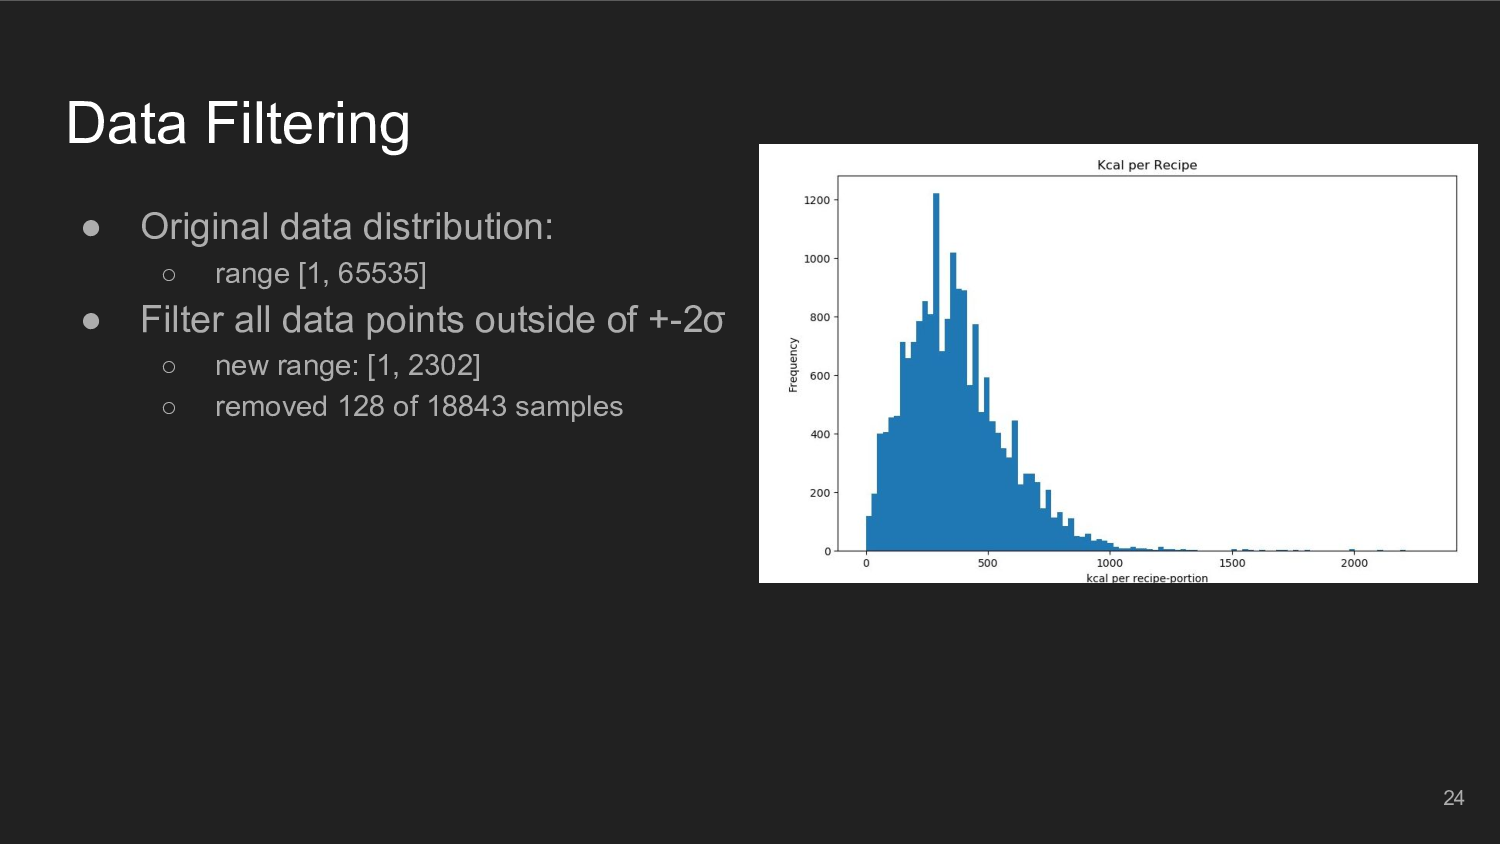 Data Filtering
● Original data distribution:
○ range [1, 65535]
● Filter all data points outside of +-2σ
○ new range: [1, 2302]
○ removed 128 of 18843 samples
Kcal per Recipe
Frequency
1200
1000
800
600
400
200
0
0 500 1000 1500 2000
kcal per recipe-portion
24